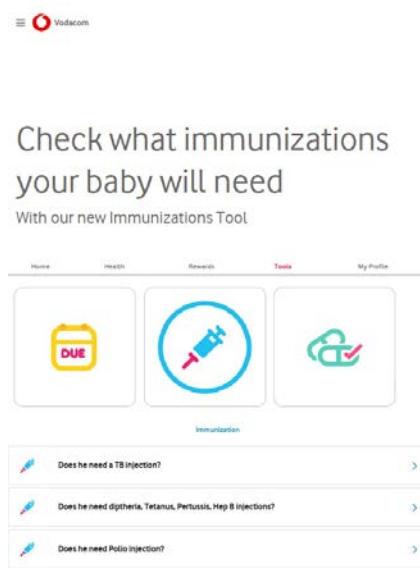 Vodacom
Check what immunizations
your baby will need
With our new Immunizations Tool
Home Health Rewards Tools My Profile
DUE
Immunization
Does he need a TB injection?
Does he need diptheria, Tetanus, Pertussis, Hep B injections?
Does he need Polio injection?